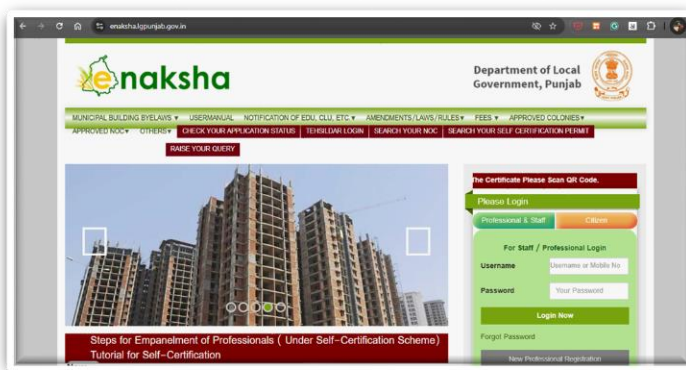 enaksha.lgpunjab.gov.in
enaksha
Department of Local
Government, Punjab
MUNICIPAL BUILDING BYELAWS USERMANUAL NOTIFICATION OF EDU, CLU, ETC. AMENDMENTS/LAWS/RULES FEES APPROVED COLONIES
APPROVED NOC OTHERS CHECK YOUR APPLICATION STATUS TEHSILDAR LOGIN SEARCH YOUR NOC SEARCH YOUR SELF CERTIFICATION PERMIT
RAISE YOUR QUERY
The Certificate Please Scan QR Code.
Please Login
Professional & Staff Citizen
For Staff / Professional Login
Username Username or Mobile No
Password Your Password
Login Now
Forgot Password
New Professional Registration
Steps for Empanelment of Professionals ( Under Self-Certification Scheme)
Tutorial for Self-Certification